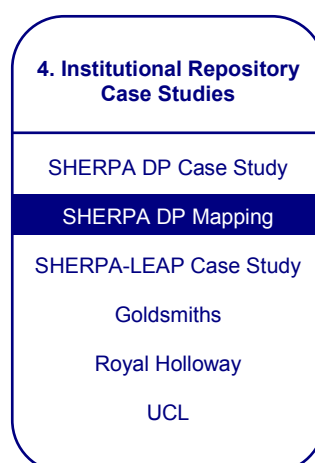 4. Institutional Repository
Case Studies
SHERPA DP Case Study
SHERPA DP Mapping
SHERPA-LEAP Case Study
Goldsmiths
Royal Holloway
UCL